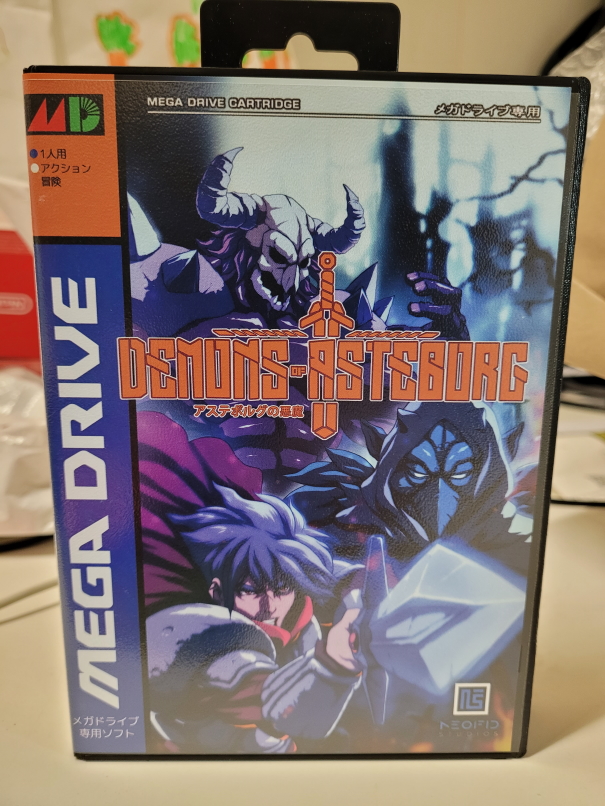 MEGA DRIVE CARTRIDGE
メガドライブ専用
MD
1人用
アクション
冒険
MEGA DRIVE
DEMONS OF ASTEBORG
アステボルグの悪魔
メガドライブ
専用ソフト
NEOFID
STUDIOS